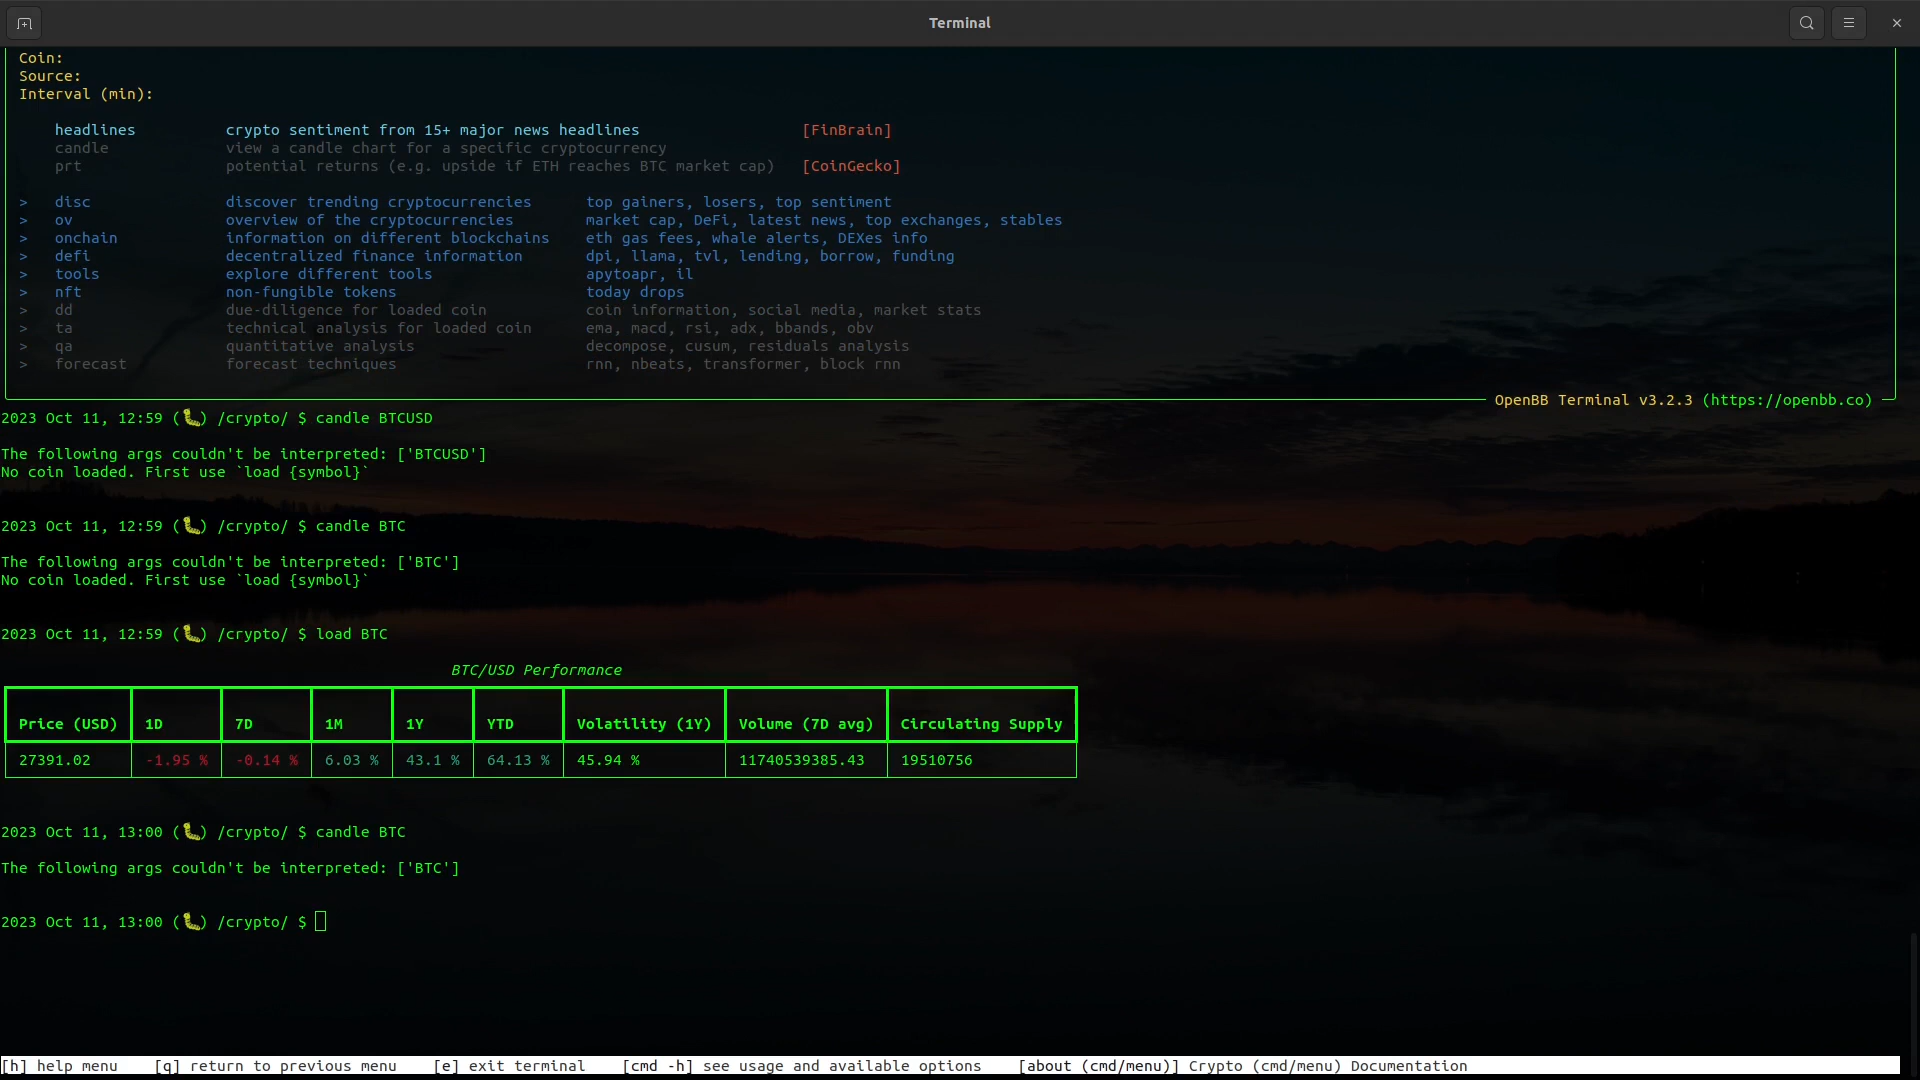 Terminal
Coin:
Source:
Interval (min):
headlines crypto sentiment from 15+ major news headlines [FinBrain]
candle view a candle chart for a specific cryptocurrency
prt potential returns (e.g. upside if ETH reaches BTC market cap) [CoinGecko]
> disc discover trending cryptocurrencies top gainers, losers, top sentiment
> ov overview of the cryptocurrencies market cap, DeFi, latest news, top exchanges, stables
> onchain information on different blockchains eth gas fees, whale alerts, DEXes info
> defi decentralized finance information dpi, llama, tvl, lending, borrow, funding
> tools explore different tools apytoapr, il
> nft non-fungible tokens today drops
> dd due-diligence for loaded coin coin information, social media, market stats
> ta technical analysis for loaded coin ema, macd, rsi, adx, bbands, obv
> qa quantitative analysis decompose, cusum, residuals analysis
> forecast forecast techniques rnn, nbeats, transformer, block rnn
OpenBB Terminal v3.2.3 (https://openbb.co)
2023 Oct 11, 12:59 (🐛) /crypto/ $ candle BTCUSD
The following args couldn't be interpreted: ['BTCUSD']
No coin loaded. First use `load {symbol}`
2023 Oct 11, 12:59 (🐛) /crypto/ $ candle BTC
The following args couldn't be interpreted: ['BTC']
No coin loaded. First use `load {symbol}`
2023 Oct 11, 12:59 (🐛) /crypto/ $ load BTC
BTC/USD Performance
Price (USD) 1D 7D 1M 1Y YTD Volatility (1Y) Volume (7D avg) Circulating Supply
27391.02 -1.95 % -0.14 % 6.03 % 43.1 % 64.13 % 45.94 % 11740539385.43 19510756
2023 Oct 11, 13:00 (🐛) /crypto/ $ candle BTC
The following args couldn't be interpreted: ['BTC']
2023 Oct 11, 13:00 (🐛) /crypto/ $
[h] help menu [q] return to previous menu [e] exit terminal [cmd -h] see usage and available options [about (cmd/menu)] Crypto (cmd/menu) Documentation